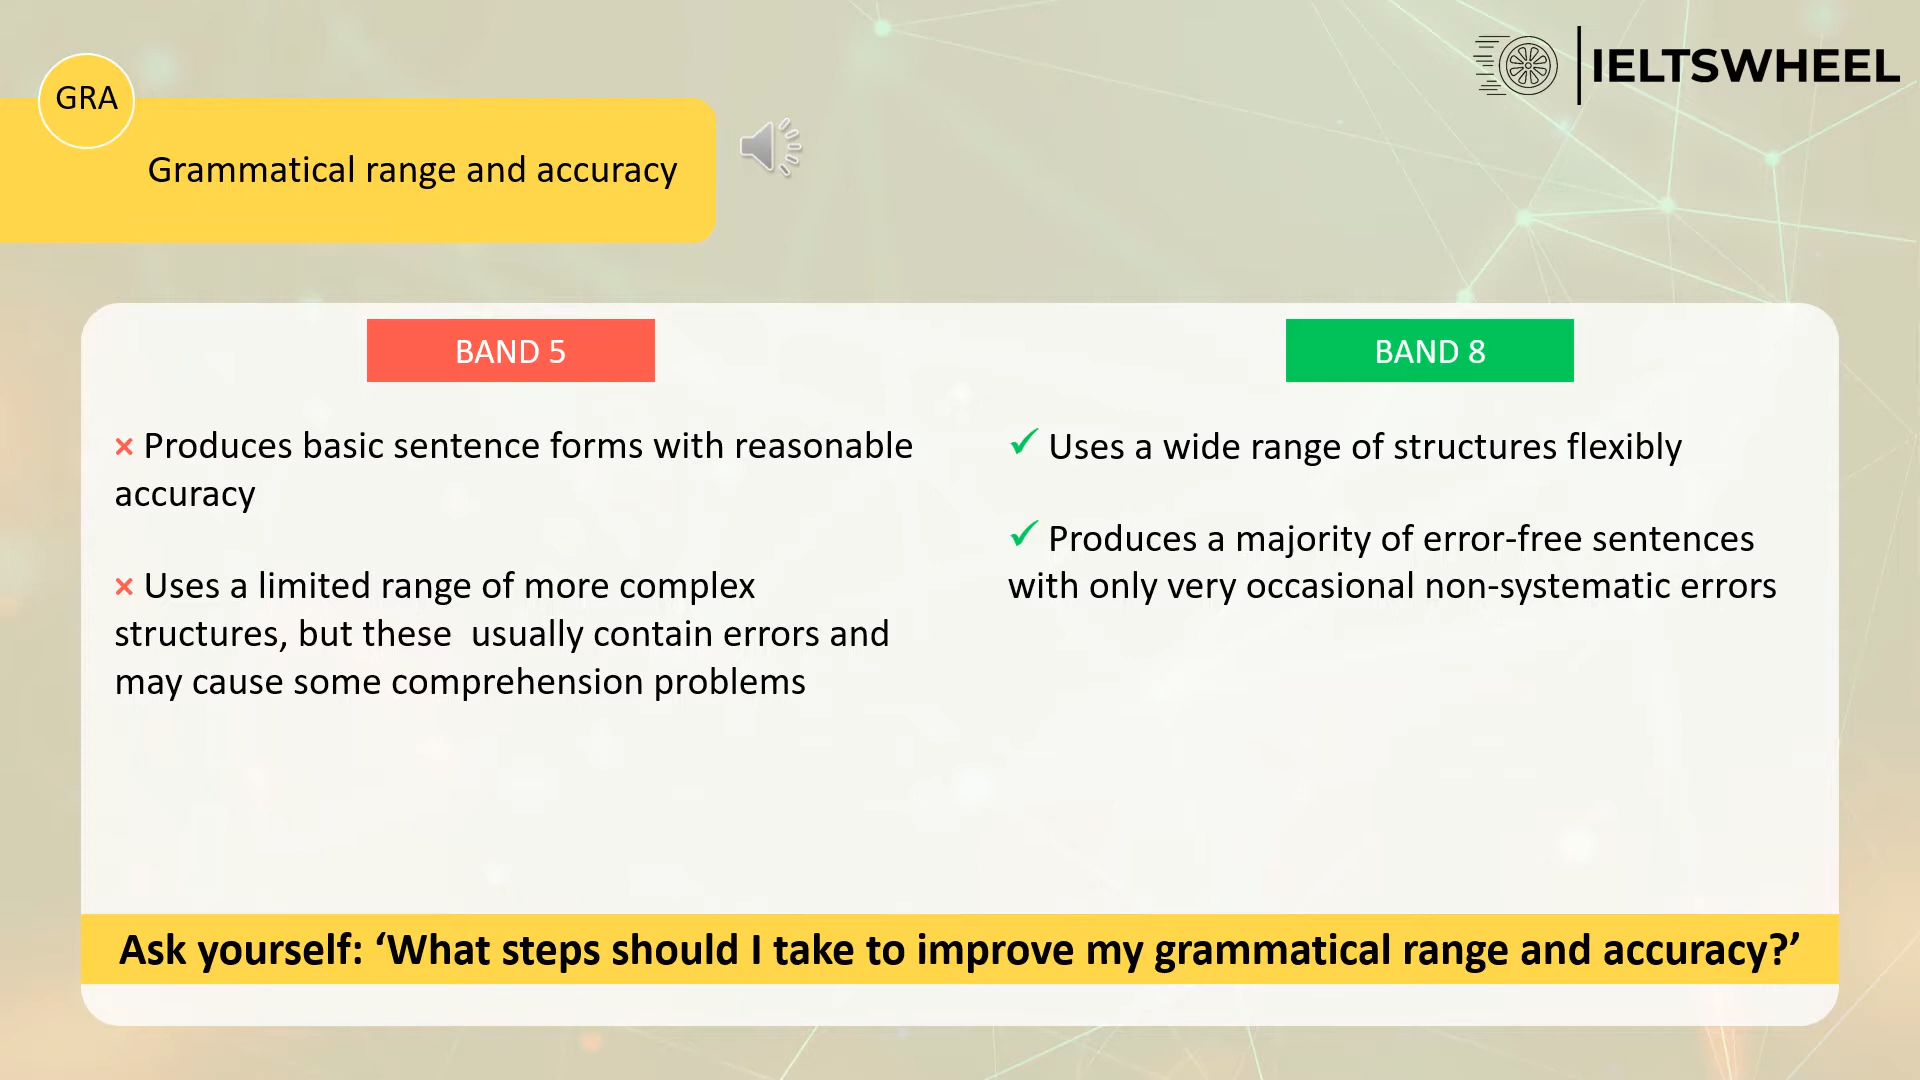 GRA
IELTSWHEEL
Grammatical range and accuracy
BAND 5
× Produces basic sentence forms with reasonable
accuracy
× Uses a limited range of more complex
structures, but these  usually contain errors and
may cause some comprehension problems
BAND 8
✓ Uses a wide range of structures flexibly
✓ Produces a majority of error-free sentences
with only very occasional non-systematic errors
Ask yourself: ‘What steps should I take to improve my grammatical range and accuracy?’